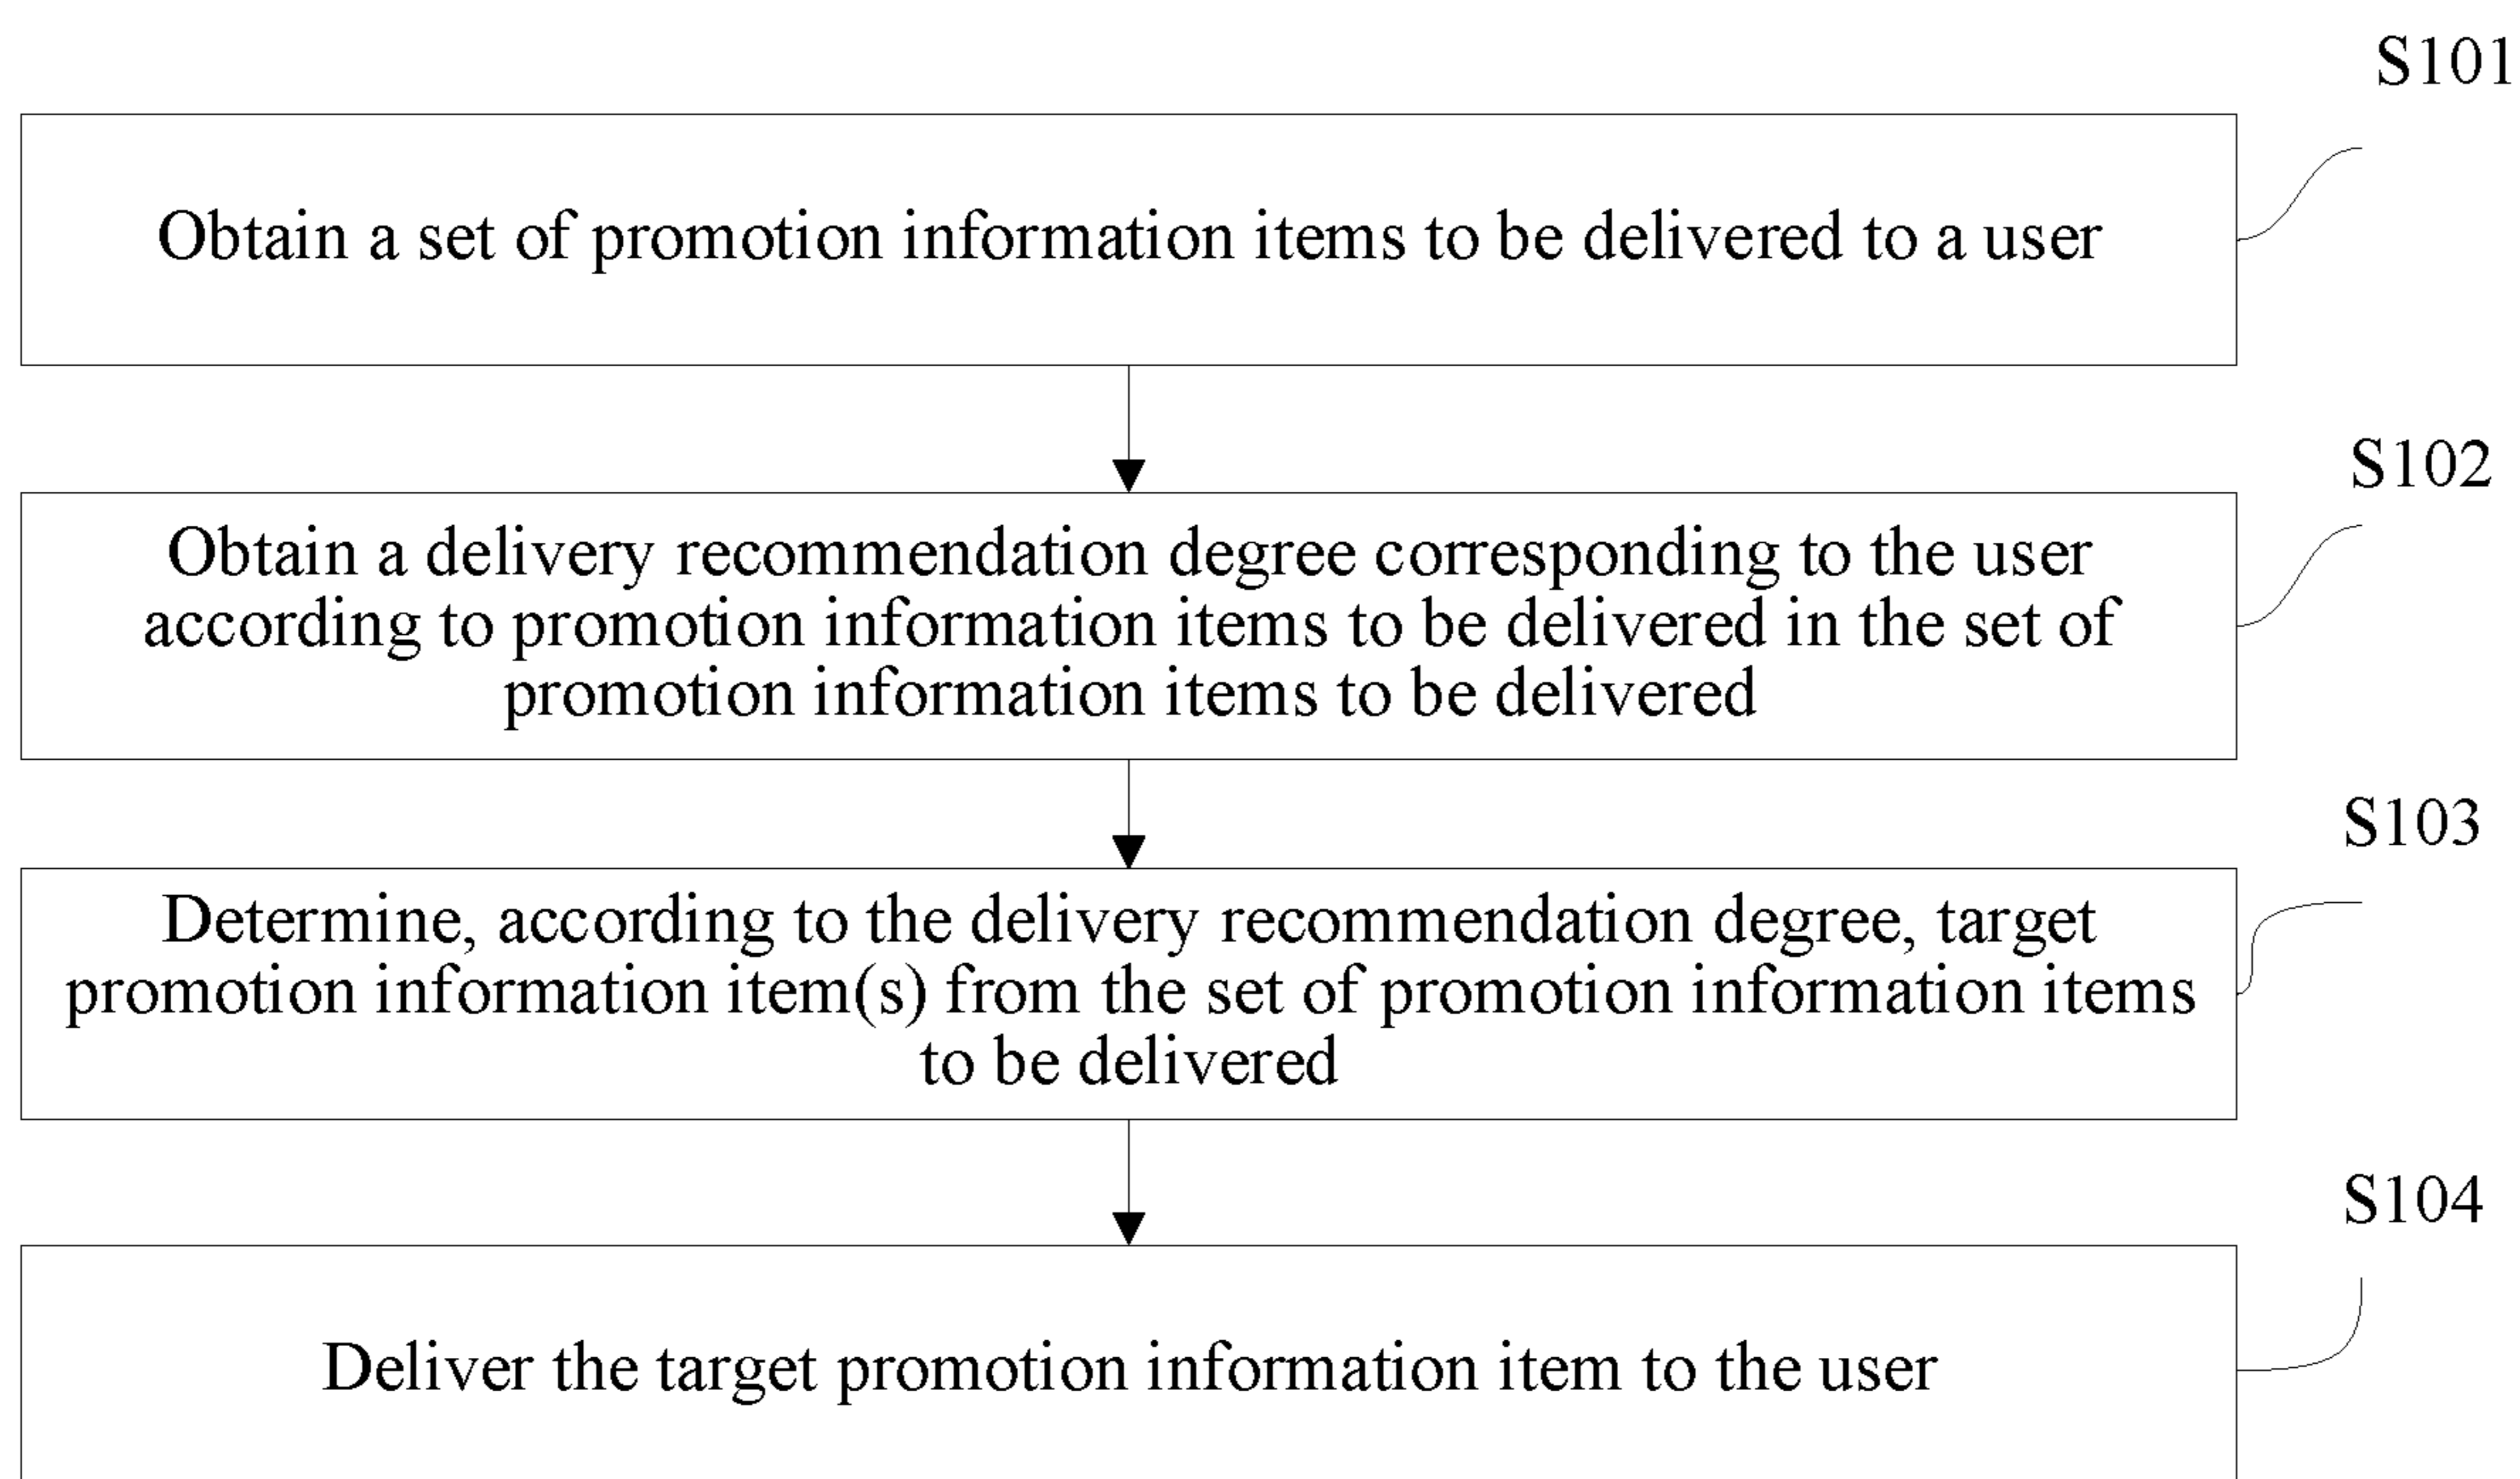 S101
Obtain a set of promotion information items to be delivered to a user
S102
Obtain a delivery recommendation degree corresponding to the user
according to promotion information items to be delivered in the set of
promotion information items to be delivered
S103
Determine, according to the delivery recommendation degree, target
promotion information item(s) from the set of promotion information items
to be delivered
S104
Deliver the target promotion information item to the user